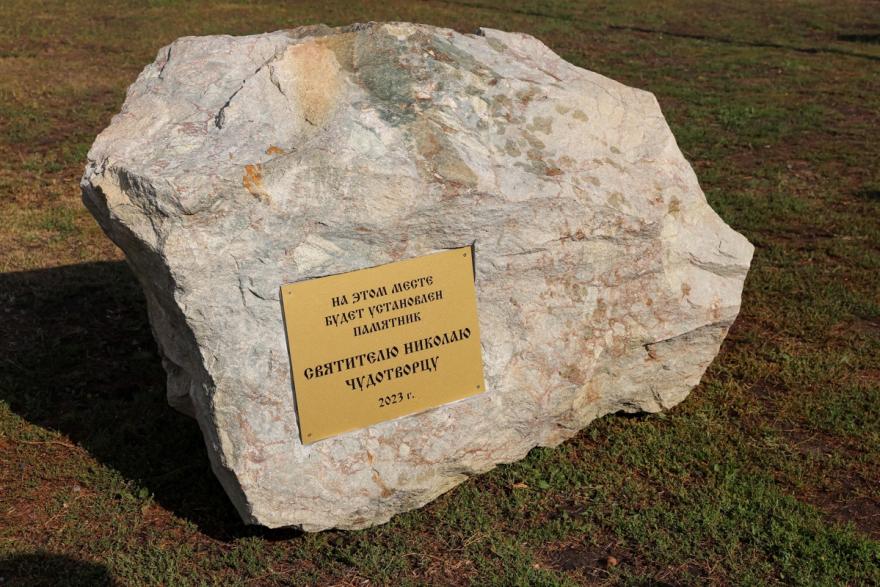 НА ЭТОМ МЕСТЕ
БУДЕТ УСТАНОВЛЕН
ПАМЯТНИК
СВЯТИТЕЛЮ НИКОЛАЮ
ЧУДОТВОРЦУ
2023 г.